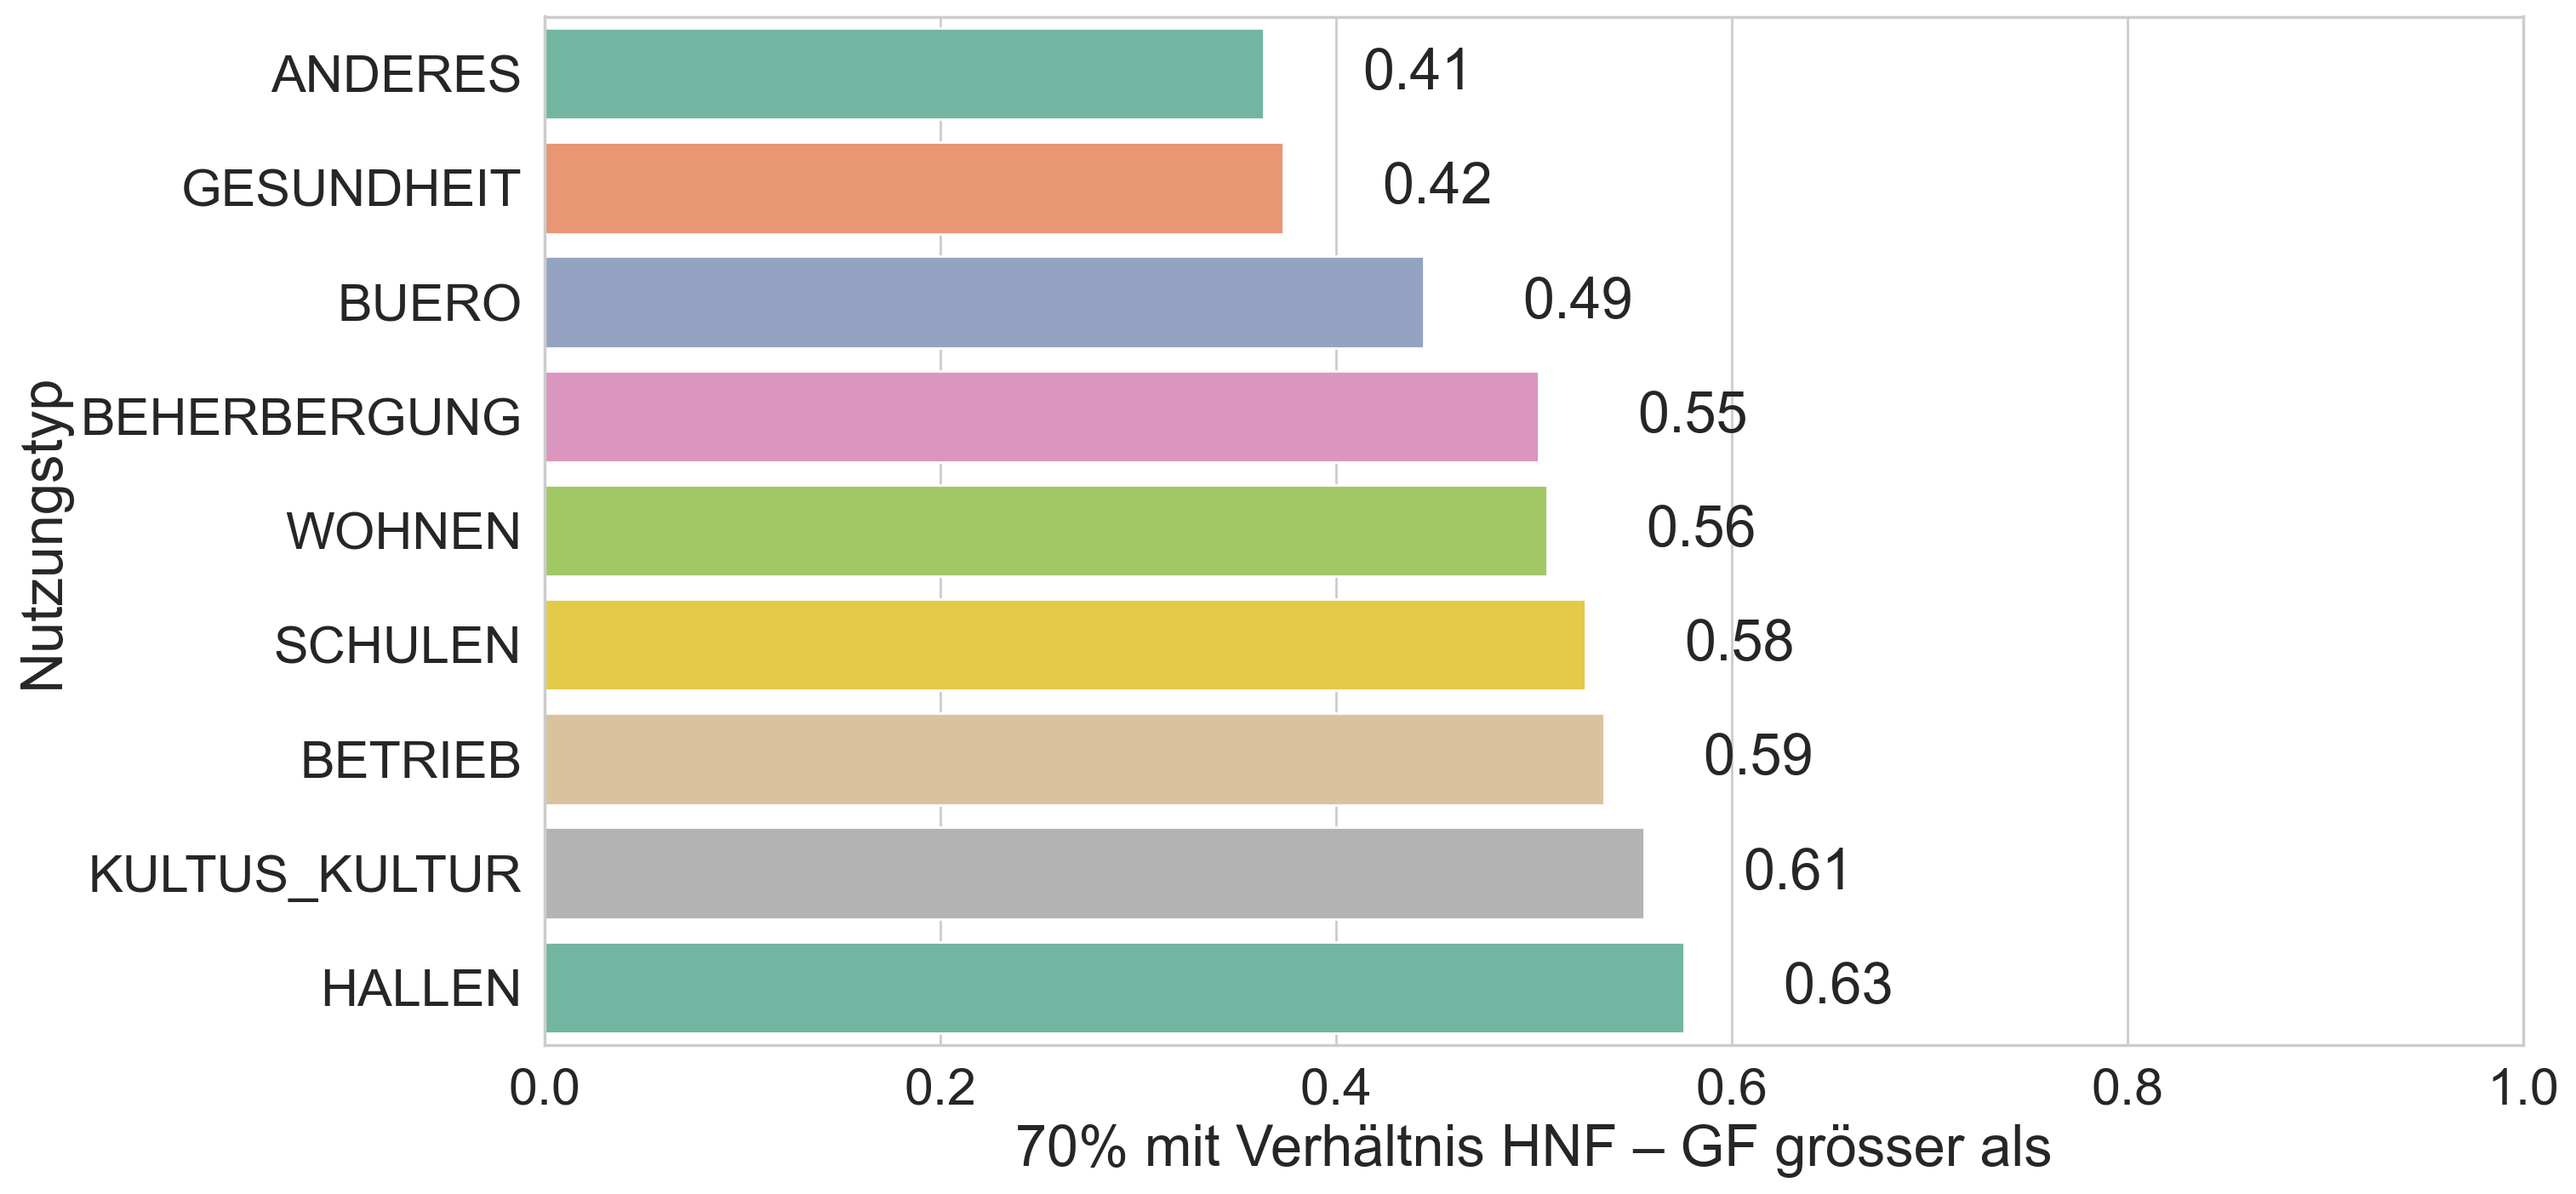 ANDERES 0.41
GESUNDHEIT 0.42
BUERO 0.49
BEHERBERGUNG 0.55
WOHNEN 0.56
SCHULEN 0.58
BETRIEB 0.59
KULTUS_KULTUR 0.61
HALLEN 0.63
Nutzungstyp
0.0 0.2 0.4 0.6 0.8 1.0
70% mit Verhältnis HNF – GF grösser als